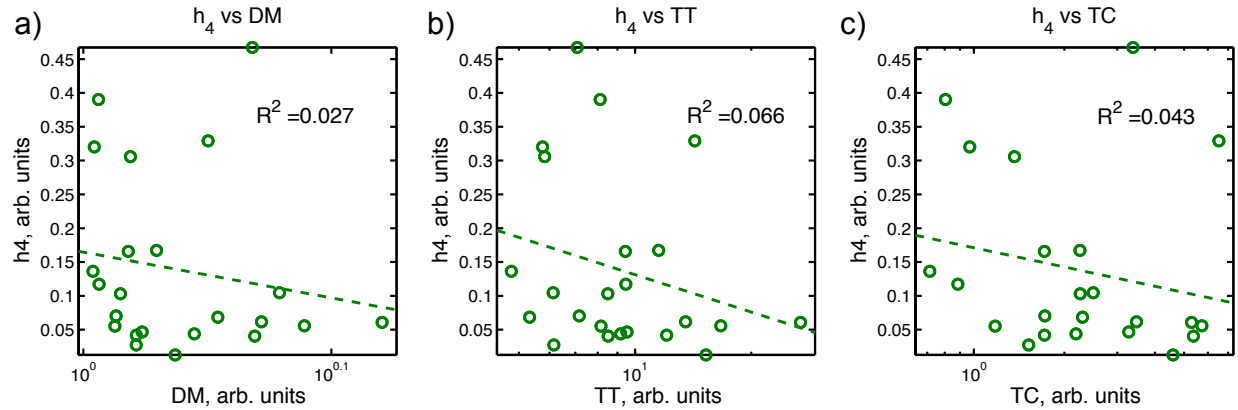 a)
h4 vs DM
R2 =0.027
h4, arb. units
0.45
0.4
0.35
0.3
0.25
0.2
0.15
0.1
0.05
10^0
10^0.1
DM, arb. units
b)
h4 vs TT
R2 =0.066
h4, arb. units
0.45
0.4
0.35
0.3
0.25
0.2
0.15
0.1
0.05
10^1
TT, arb. units
c)
h4 vs TC
R2 =0.043
h4, arb. units
0.45
0.4
0.35
0.3
0.25
0.2
0.15
0.1
0.05
10^0
TC, arb. units